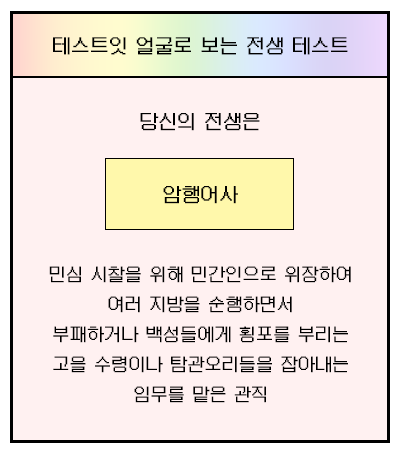 테스트잇 얼굴로 보는 전생 테스트
당신의 전생은
암행어사
민심 시찰을 위해 민간인으로 위장하여
여러 지방을 순행하면서
부패하거나 백성들에게 횡포를 부리는
고을 수령이나 탐관오리들을 잡아내는
임무를 맡은 관직